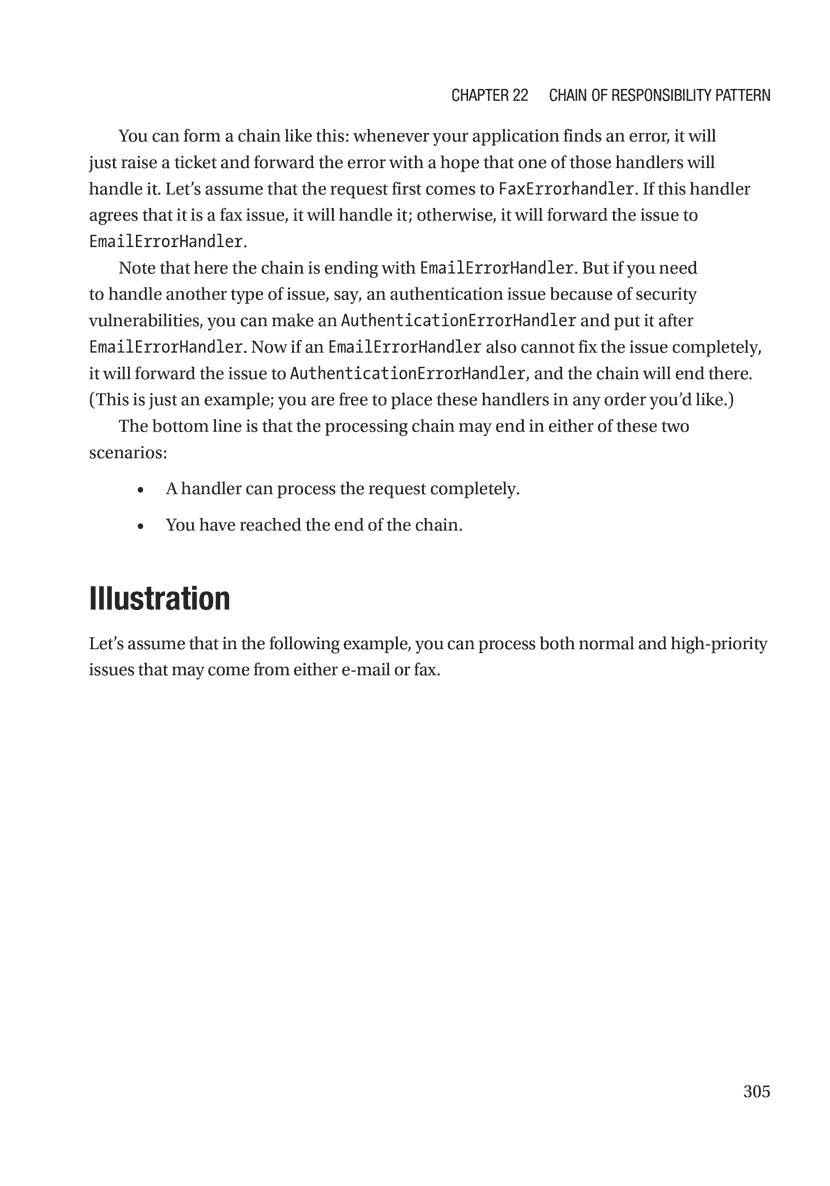 CHAPTER 22 CHAIN OF RESPONSIBILITY PATTERN
You can form a chain like this: whenever your application finds an error, it will
just raise a ticket and forward the error with a hope that one of those handlers will
handle it. Let’s assume that the request first comes to FaxErrorhandler. If this handler
agrees that it is a fax issue, it will handle it; otherwise, it will forward the issue to
EmailErrorHandler.
Note that here the chain is ending with EmailErrorHandler. But if you need
to handle another type of issue, say, an authentication issue because of security
vulnerabilities, you can make an AuthenticationErrorHandler and put it after
EmailErrorHandler. Now if an EmailErrorHandler also cannot fix the issue completely,
it will forward the issue to AuthenticationErrorHandler, and the chain will end there.
(This is just an example; you are free to place these handlers in any order you’d like.)
The bottom line is that the processing chain may end in either of these two
scenarios:
• A handler can process the request completely.
• You have reached the end of the chain.
Illustration
Let’s assume that in the following example, you can process both normal and high-priority
issues that may come from either e-mail or fax.
305